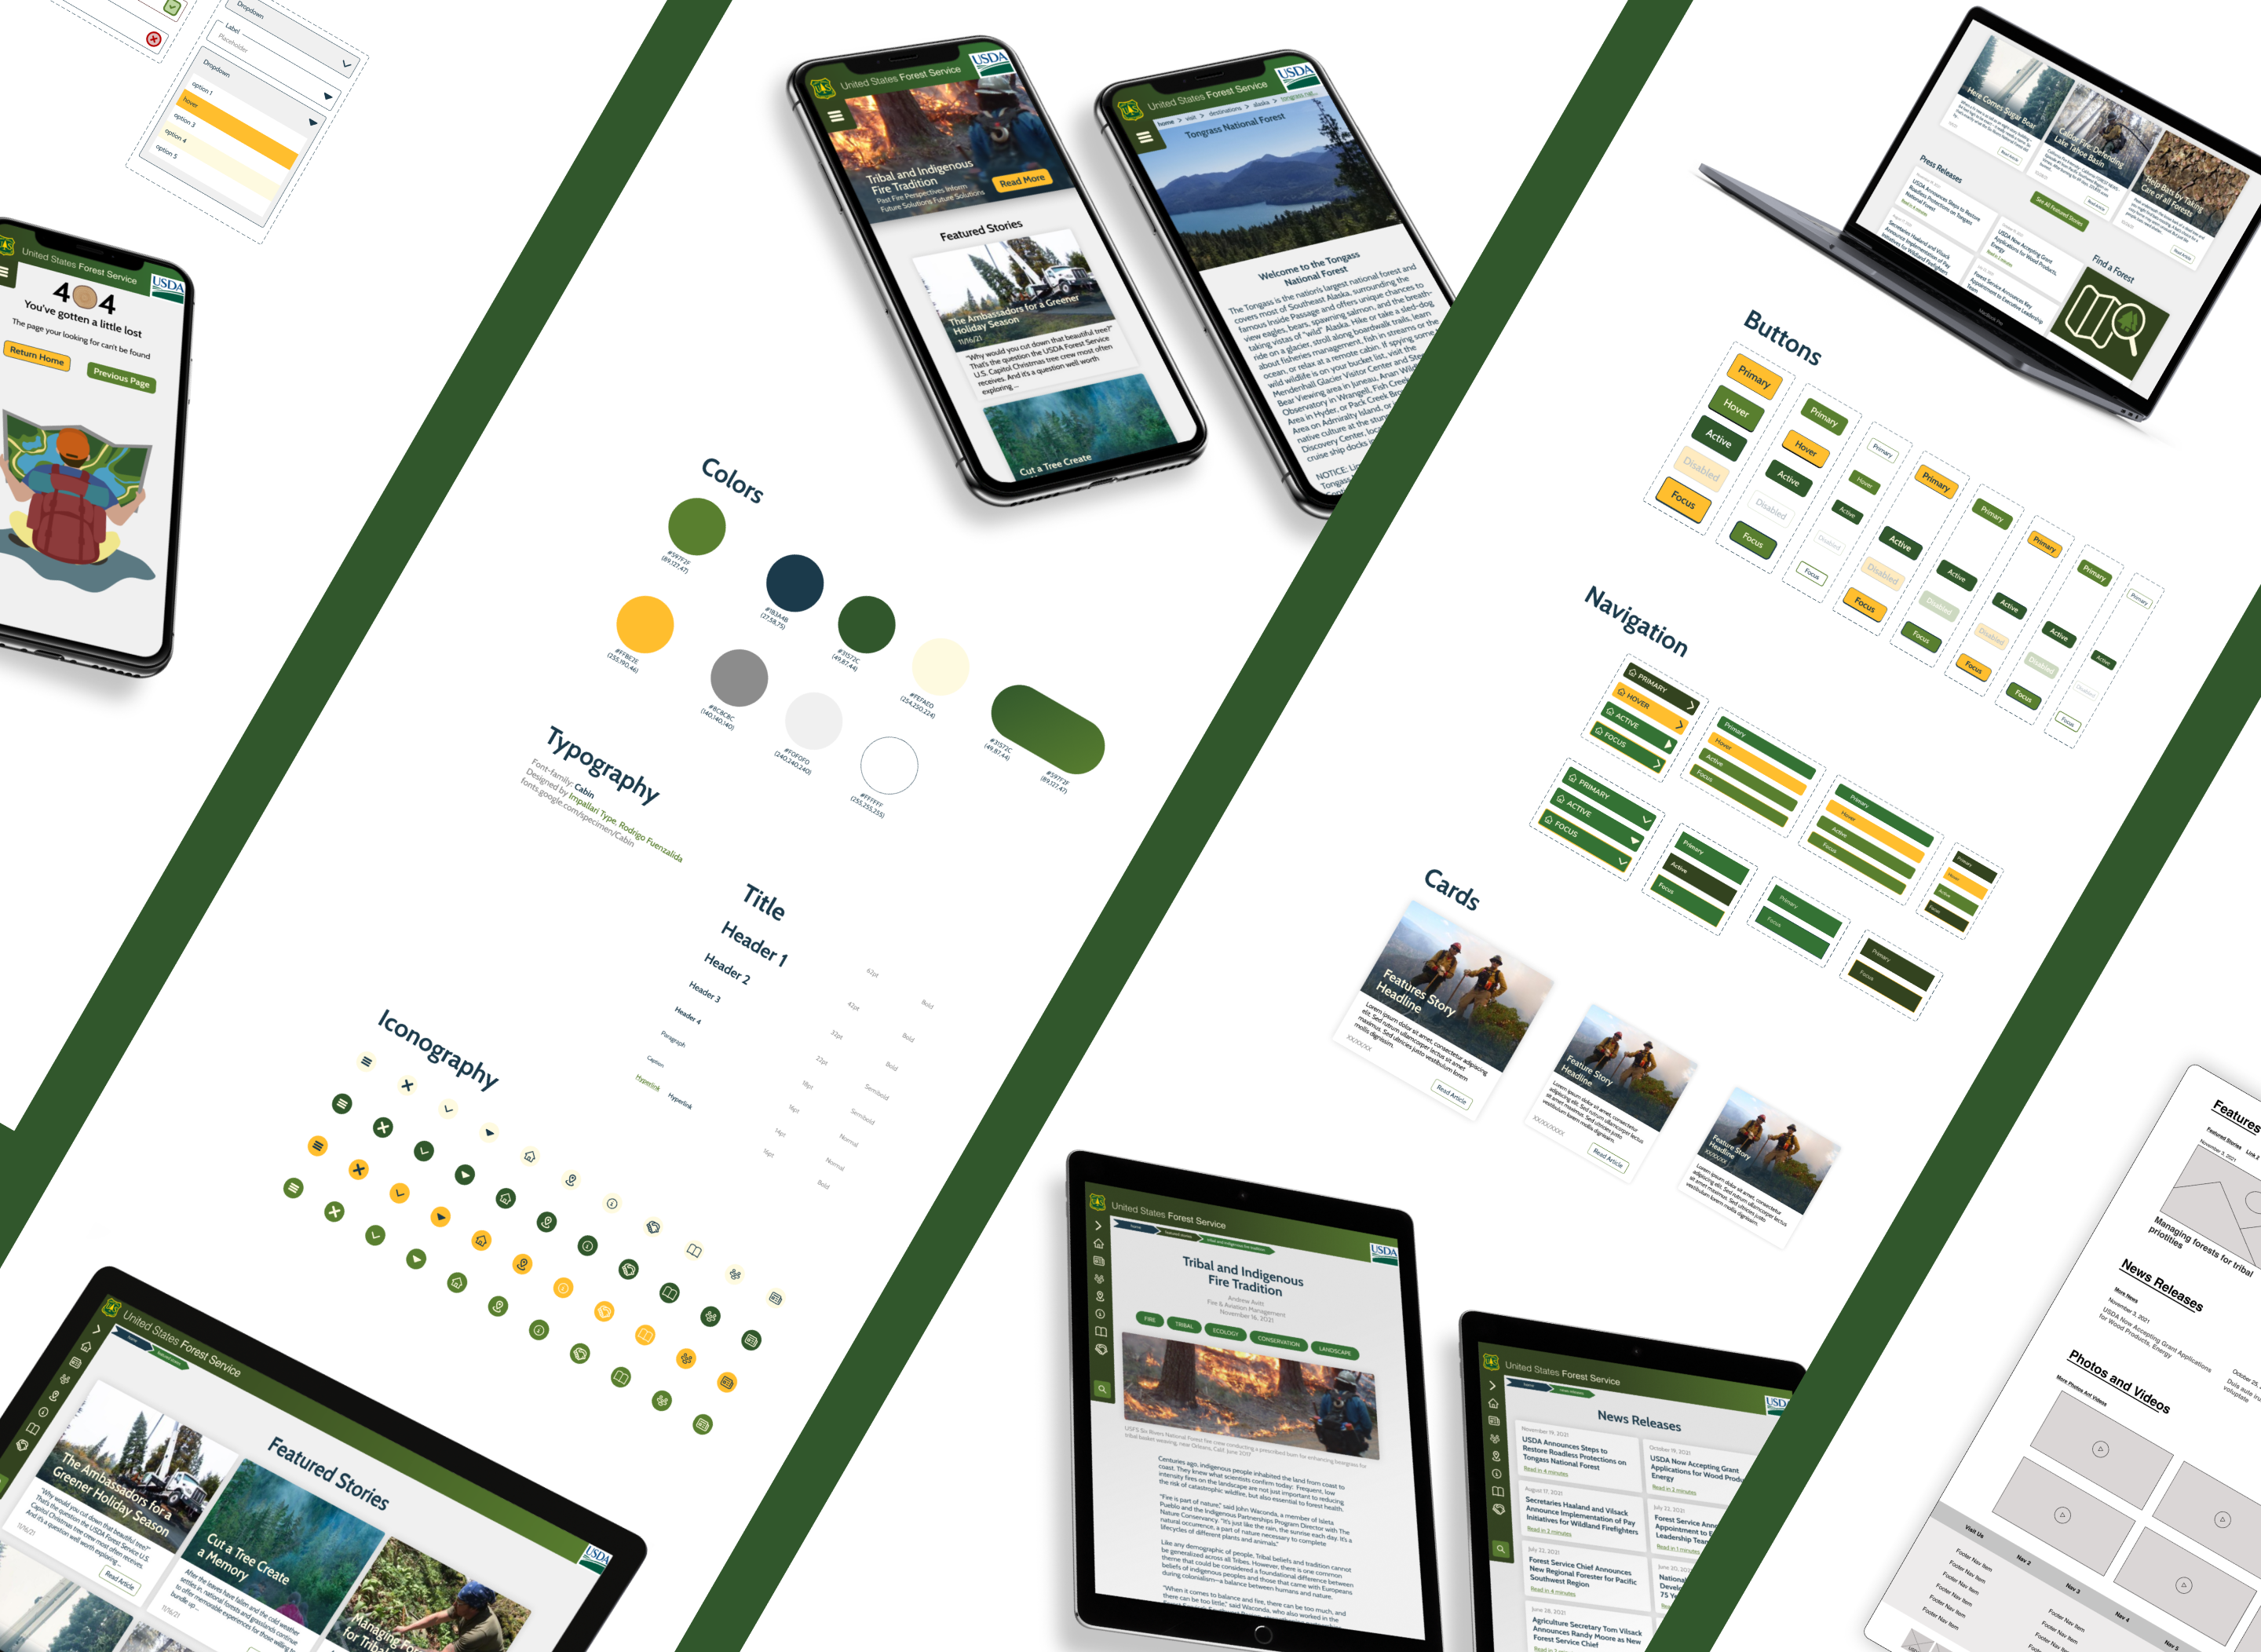 Dropdown
Label
Placeholder
Dropdown
option 1
hover
option 3
option 4
option 5
United States Forest Service
USDA
404
You've gotten a little lost
The page your looking for can't be found
Return Home
Previous Page
United States Forest Service
USDA
Tribal and Indigenous
Fire Tradition
Past Fire Perspectives Inform
Future Solutions Future Solutions
Read More
Featured Stories
The Ambassadors for a Greener
Holiday Season
11/16/21
"Why would you cut down that beautiful tree?"
That's the question the USDA Forest Service
U.S. Capitol Christmas tree crew most often
receives. And it's a question well worth
exploring ...
Cut a Tree Create
United States Forest Service
USDA
home > visit > destinations > alaska >
Tongass National Forest
Welcome to the Tongass
National Forest
The Tongass is the nation's largest national forest and
covers most of Southeast Alaska, surrounding the
famous Inside Passage and offers unique chances to
view eagles, bears, spawning salmon, and the breath-
taking vistas of "wild" Alaska. Hike or take a sled-dog
ride on a glacier, stroll along boardwalk trails, learn
about fisheries management, fish in streams or the
ocean, or relax at a remote cabin. If spying some
wild wildlife is on your bucket list, visit the
Mendenhall Glacier Visitor Center and
Bear Viewing area in Juneau, Anan
Observatory in Wrangell, Fish Creek
Area in Hyder, or Pack Creek
Area on Admiralty Island, or
native culture at the
Discovery Center,
cruise ship docks
NOTICE:
Tongass
Colors
#597F2F
(89,127,47)
#1B3A4B
(27,58,75)
#31572C
(49,87,44)
#FEFAE0
(254,250,224)
#FFBE2E
(255,190,46)
#8C8C8C
(140,140,140)
#F0F0F0
(240,240,240)
#FFFFFF
(255,255,255)
#31572C
(49,87,44)
#597F2F
(89,127,47)
Typography
Font-family: Cabin
Designed by Impallari Type, Rodrigo Fuenzalida
fonts.google.com/specimen/Cabin
Title
Header 1
Header 2
Header 3
Header 4
Paragraph
Caption
Hyperlink Hyperlink
62pt
42pt
32pt
22pt
18pt
16pt
14pt
16pt
Bold
Bold
Bold
Semibold
Semibold
Normal
Normal
Bold
Iconography
United States Forest Service
USDA
Featured Stories
The Ambassadors for a
Greener Holiday Season
"Why would you cut down that beautiful tree?"
That's the question the USDA Forest Service U.S.
Capitol Christmas tree crew most often receives.
And it's a question well worth exploring ...
11/16/21
Read Article
Cut a Tree Create
a Memory
After the leaves have fallen and the cold weather
settles in, national forests and grasslands continue
to offer memorable experiences for those willing to
bundle up ...
11/16/21
Managing
for Tribal
Here Comes Sugar Bear
Read Article
Caldor Fire: Defending
Lake Tahoe Basin
Read Article
Help Bats by Taking
Care of all Forests
Read Article
See All Featured Stories
Press Releases
USDA Announces Steps to Restore
Roadless Protections on Tongass
National Forest
USDA Now Accepting Grant
Applications for Wood Products,
Energy
Secretaries Haaland and Vilsack
Announce Implementation of Pay
Initiatives for Wildland Firefighters
Forest Service Announces Key
Appointment to Executive Leadership
Team
Find a Forest
MacBook Pro
Buttons
Primary
Hover
Active
Disabled
Focus
Primary
Hover
Active
Disabled
Focus
Primary
Hover
Active
Disabled
Focus
Primary
Active
Disabled
Focus
Primary
Active
Disabled
Focus
Primary
Active
Disabled
Focus
Primary
Active
Disabled
Focus
Primary
Active
Disabled
Focus
Navigation
PRIMARY
HOVER
ACTIVE
FOCUS
Primary
Hover
Active
Focus
Primary
Hover
Active
Focus
Primary
Hover
Active
Focus
PRIMARY
ACTIVE
FOCUS
Primary
Active
Focus
Primary
Focus
Primary
Focus
Cards
Features Story
Headline
Lorem ipsum dolor sit amet, consectetur adipiscing
elit. Sed rutrum ullamcorper lectus sit amet
maximus. Sed ultricies justo vestibulum lorem
mollis dignissim.
XX/XX/XX
Read Article
Feature Story
Headline
Lorem ipsum dolor sit amet, consectetur
adipiscing elit. Sed rutrum ullamcorper lectus
sit amet maximus. Sed ultricies justo
vestibulum lorem mollis dignissim.
XX/XX/XXXX
Read Article
Feature Story
Headline
XX/XX/XX
Lorem ipsum dolor sit amet, consectetur
adipiscing elit. Sed rutrum ullamcorper lectus
sit amet maximus. Sed ultricies justo
vestibulum lorem mollis dignissim.
United States Forest Service
USDA
Tribal and Indigenous
Fire Tradition
Andrew Avitt
Fire & Aviation Management
November 16, 2021
FIRE
TRIBAL
ECOLOGY
CONSERVATION
LANDSCAPE
USFS Six Rivers National Forest fire crew conducting a prescribed burn for enhancing beargrass for
tribal basket weaving, near Orleans, Calif. June 2017
Centuries ago, indigenous people inhabited the land from coast to
coast. They knew what scientists confirm today: Frequent, low
intensity fires on the landscape are not just important to reducing
the risk of catastrophic wildfire, but also essential to forest health.
"Fire is part of nature," said John Waconda, a member of Isleta
Pueblo and the Indigenous Partnerships Program Director with The
Nature Conservancy. "It's just like the rain, the sunrise each day. It's a
natural occurrence, a part of nature necessary to complete
lifecycles of different plants and animals."
Like any demographic of people, Tribal beliefs and tradition cannot
be generalized across all Tribes. However, there is one common
theme that could be considered a foundational difference between
beliefs of indigenous peoples and those that came with Europeans
during colonialism—a balance between humans and nature.
"When it comes to balance and fire, there can be too much, and
there can be too little," said Waconda, who also worked in the
United States Forest Service
USDA
News Releases
November 19, 2021
USDA Announces Steps to
Restore Roadless Protections on
Tongass National Forest
Read in 4 minutes
October 19, 2021
USDA Now Accepting Grant
Applications for Wood
Energy
Read in 2 minutes
August 17, 2021
Secretaries Haaland and Vilsack
Announce Implementation of Pay
Initiatives for Wildland Firefighters
Read in 2 minutes
July 22, 2021
Forest Service
Appointment to
Leadership
Read in 1 minutes
July 22, 2021
Forest Service Chief Announces
New Regional Forester for Pacific
Southwest Region
Read in 4 minutes
National
75
June 28, 2021
Agriculture Secretary Tom Vilsack
Announces Randy Moore as New
Forest Service Chief
Features
Featured Stories Link 2
November 3, 2021
Managing forests for tribal
priotities
News Releases
More News
November 3, 2021
USDA Now Accepting Grant Applications
for Wood Products, Energy
October 25,
Duis aute
voluptate
Photos and Videos
More Photos Ant Videos
Visit Us
Nav 2
Nav 3
Nav 4
Nav 5
Footer Nav Item
Footer Nav Item
Footer Nav Item
Footer Nav Item
Footer Nav Item
Footer Nav Item
Footer Nav Item
Footer Nav Item